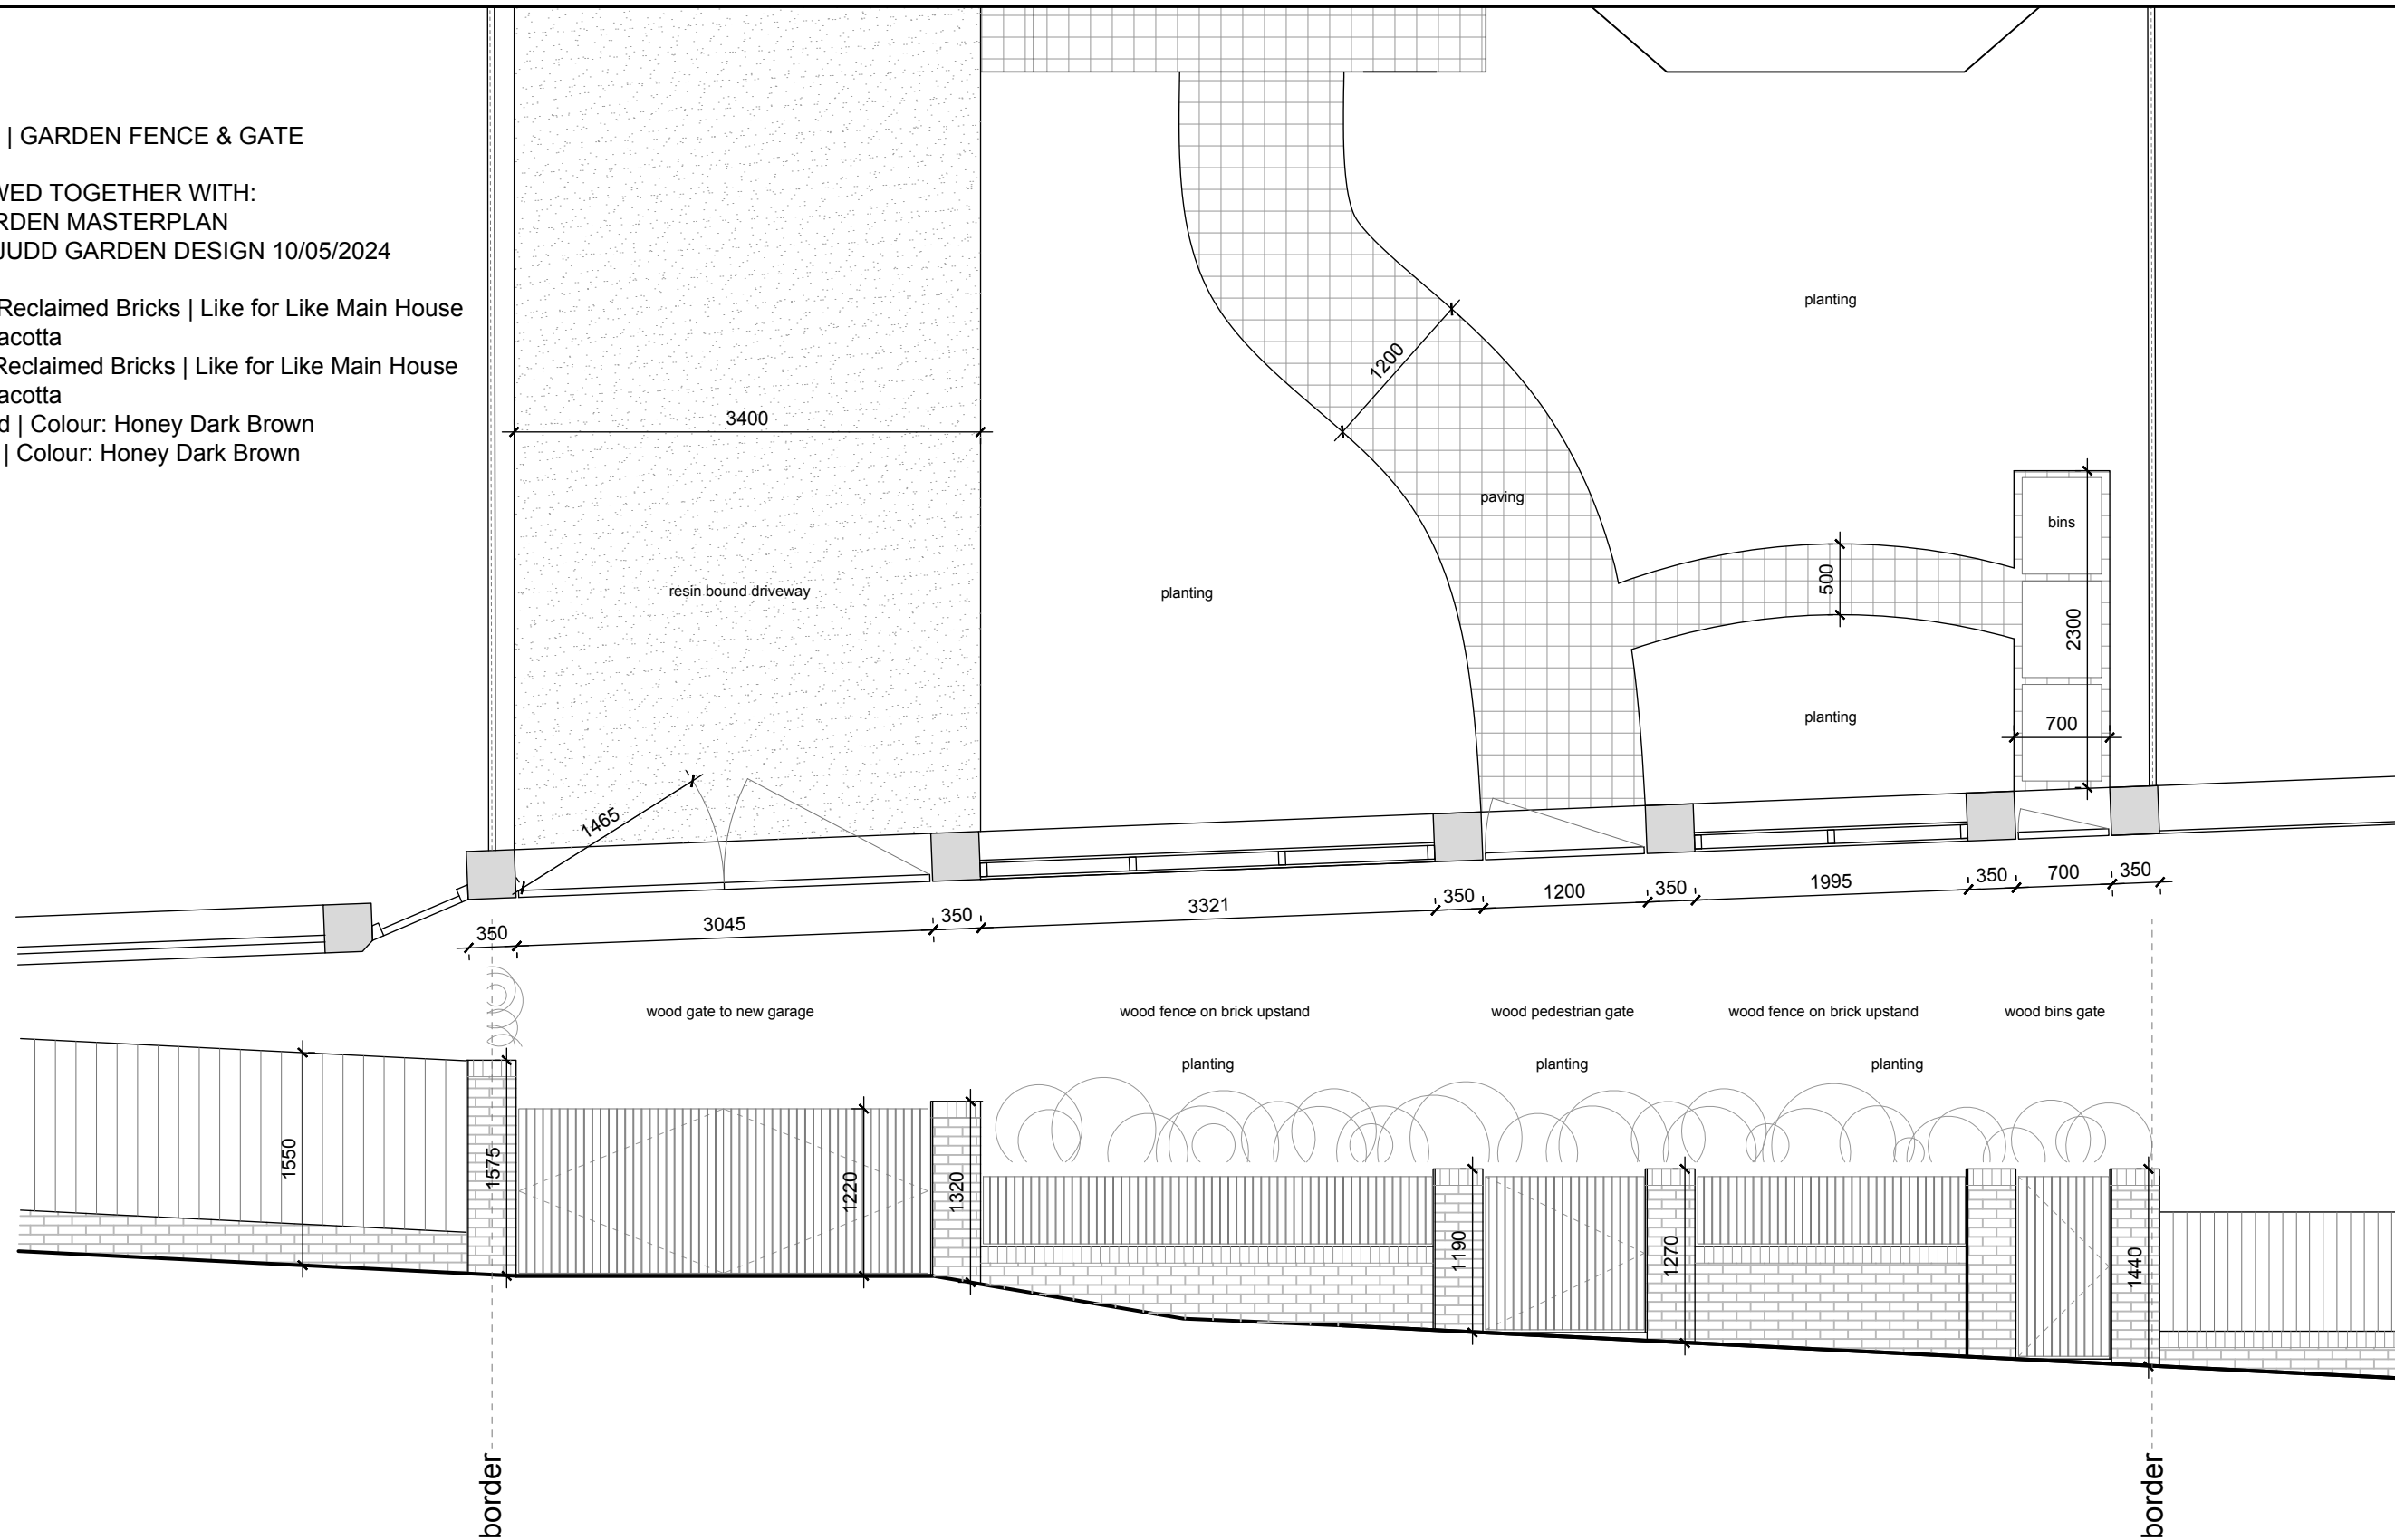 | GARDEN FENCE & GATE
WED TOGETHER WITH:
RDEN MASTERPLAN
JUDD GARDEN DESIGN 10/05/2024
Reclaimed Bricks | Like for Like Main House
acotta
Reclaimed Bricks | Like for Like Main House
acotta
d | Colour: Honey Dark Brown
| Colour: Honey Dark Brown
planting
1200
3400
paving
bins
500
resin bound driveway
planting
2300
planting
700
1465
350
3045
350
3321
350
1200
350
1995
350
700
350
wood gate to new garage
wood fence on brick upstand
wood pedestrian gate
wood fence on brick upstand
wood bins gate
planting
planting
planting
1550
1575
1220
1320
1190
1270
1440
border
border